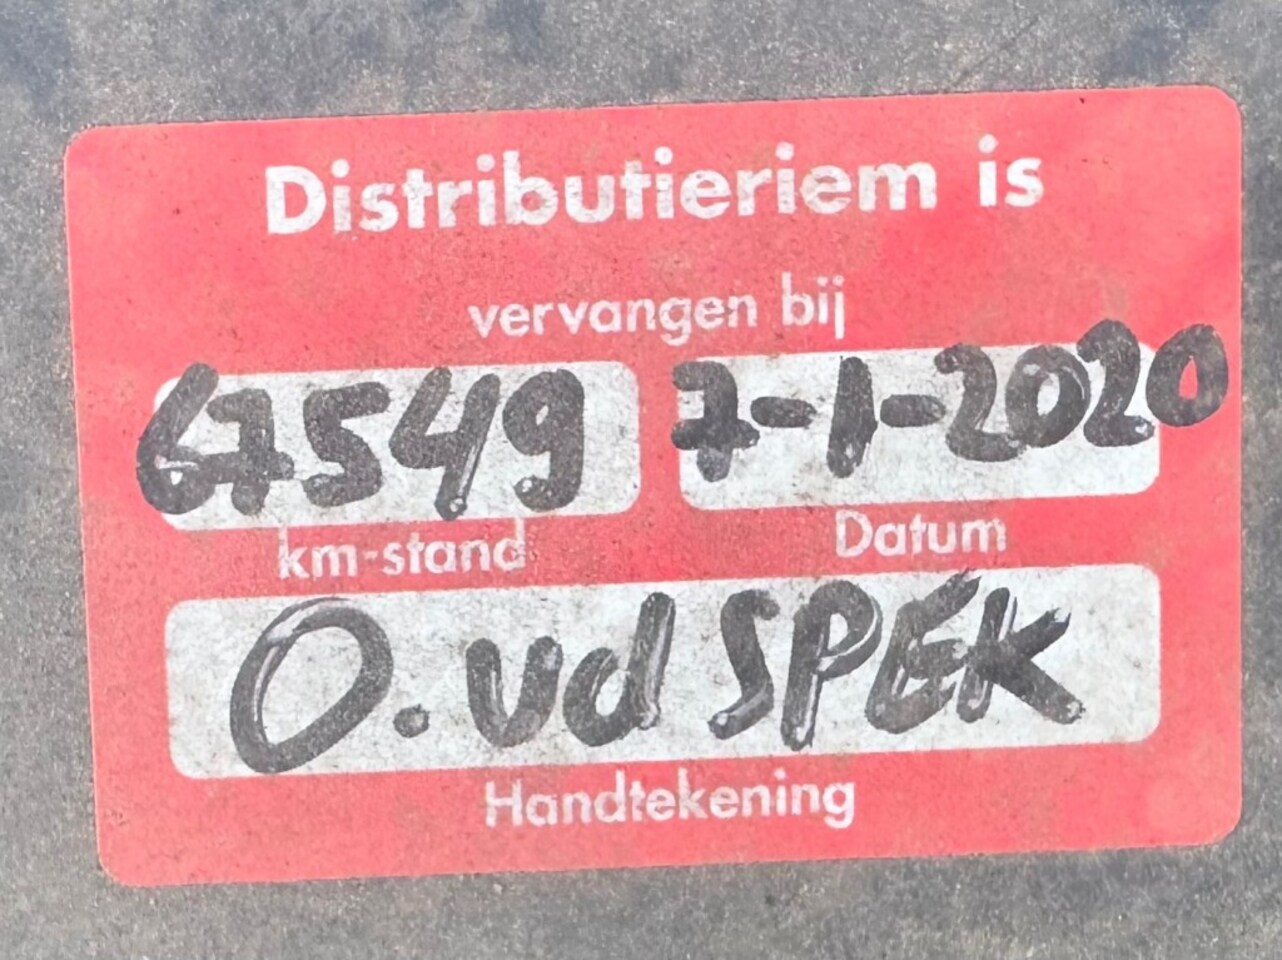 Distributieriem is
vervangen bij
67549 7-1-2020
km-stand Datum
O. vd SPEK
Handtekening